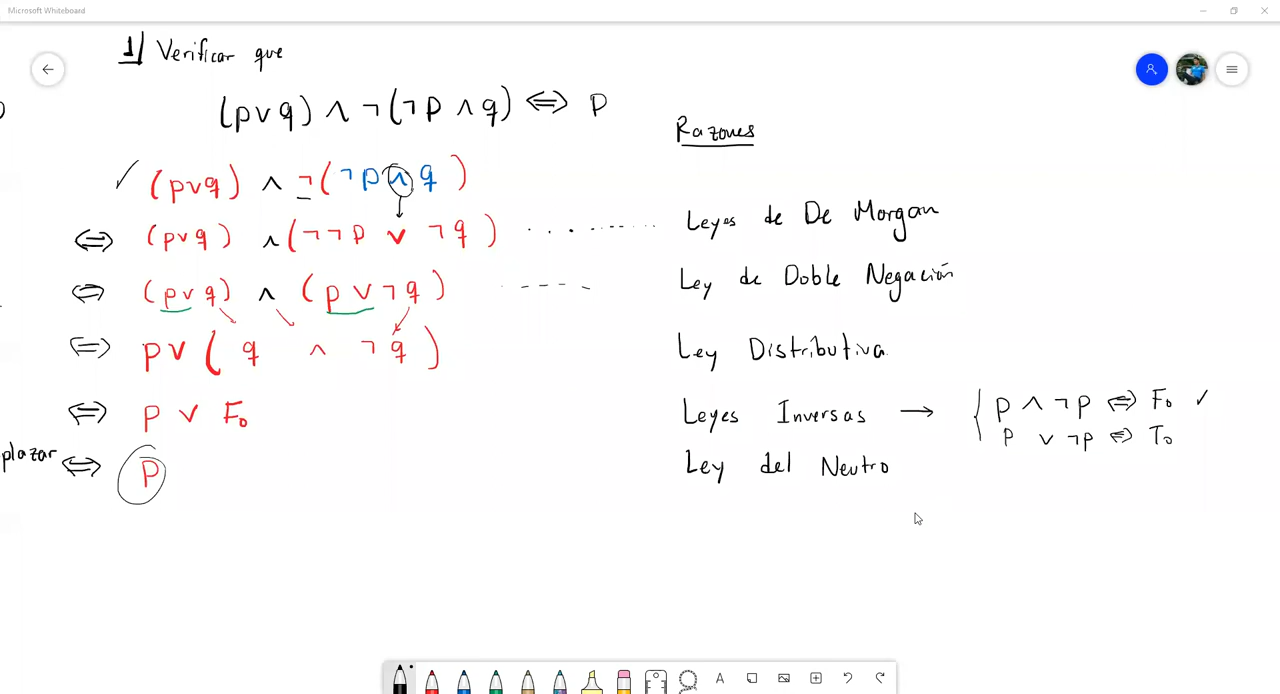 Microsoft Whiteboard
1) Verificar que
(p∨q) ∧ ¬(¬p ∧ q) ⇔ p
Razones
✓ (p∨q) ∧ ¬(¬p ∧ q)
⇔ (p∨q) ∧ (¬¬p ∨ ¬q) ......... Leyes de De Morgan
⇔ (p∨q) ∧ (p ∨ ¬q) ----- Ley de Doble Negación
⇔ p∨ (q ∧ ¬q) Ley Distributiva
⇔ p ∨ F₀ Leyes Inversas → { p ∧ ¬p ⇔ F₀ ✓
p ∨ ¬p ⇔ T₀
plazar ⇔ p Ley del Neutro
A